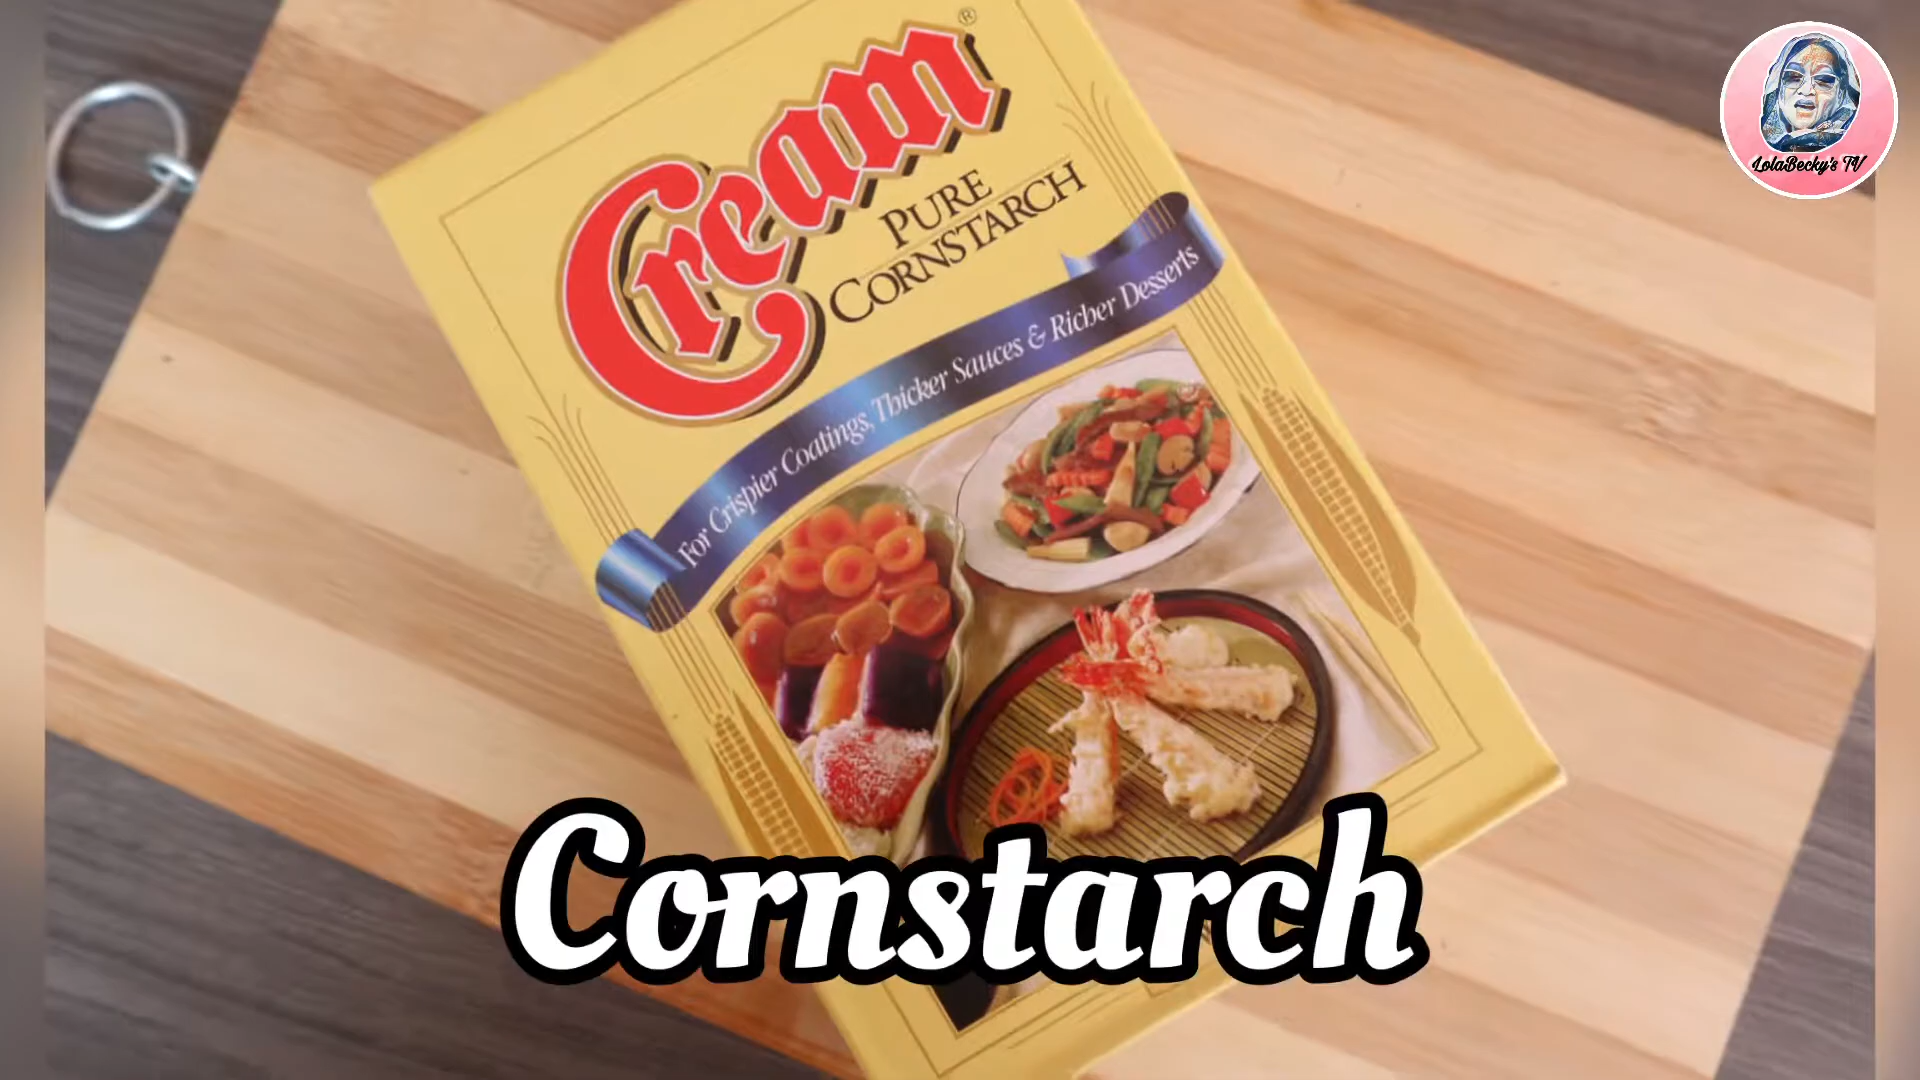 Cream®
PURE
CORNSTARCH
For Crispier Coatings, Thicker Sauces & Richer Desserts
LolaBecky's TV
Cornstarch